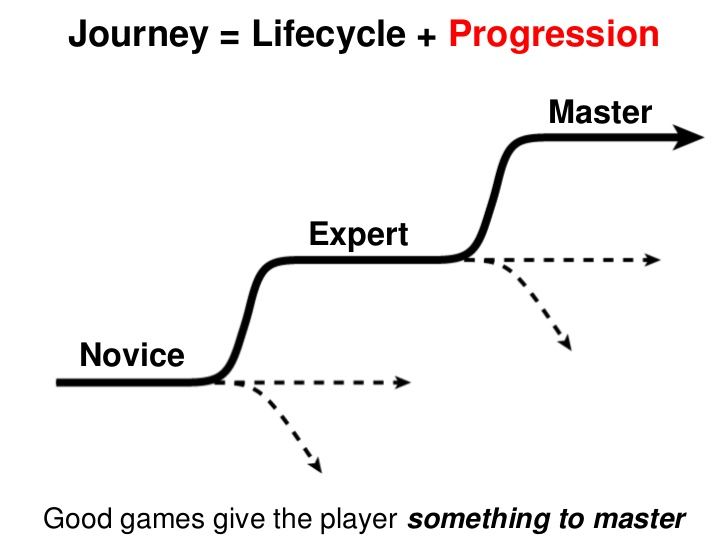 Journey = Lifecycle + Progression
Master
Expert
Novice
Good games give the player something to master